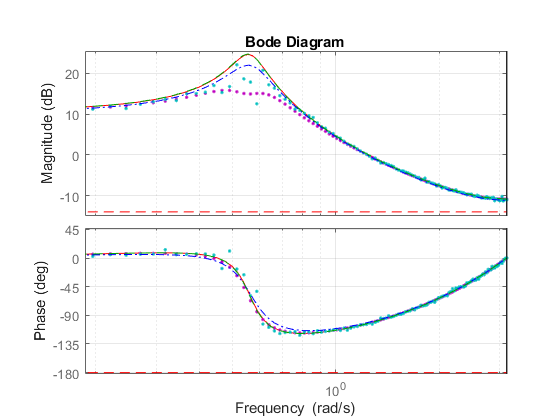 Bode Diagram
Magnitude (dB)
20
10
0
-10
Phase (deg)
45
0
-45
-90
-135
-180
10^0
Frequency (rad/s)